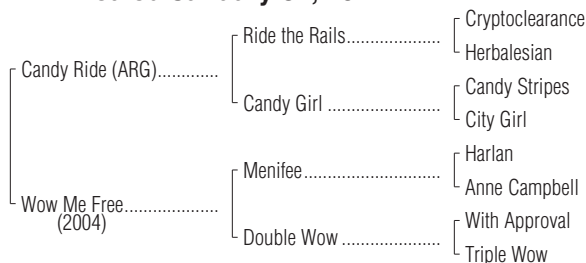 Cryptoclearance
Ride the Rails....................
Herbalesian
Candy Ride (ARG).............
Candy Stripes
Candy Girl ...........................
City Girl
Harlan
Menifee................................
Anne Campbell
Wow Me Free....................
(2004)
With Approval
Double Wow ........................
Triple Wow